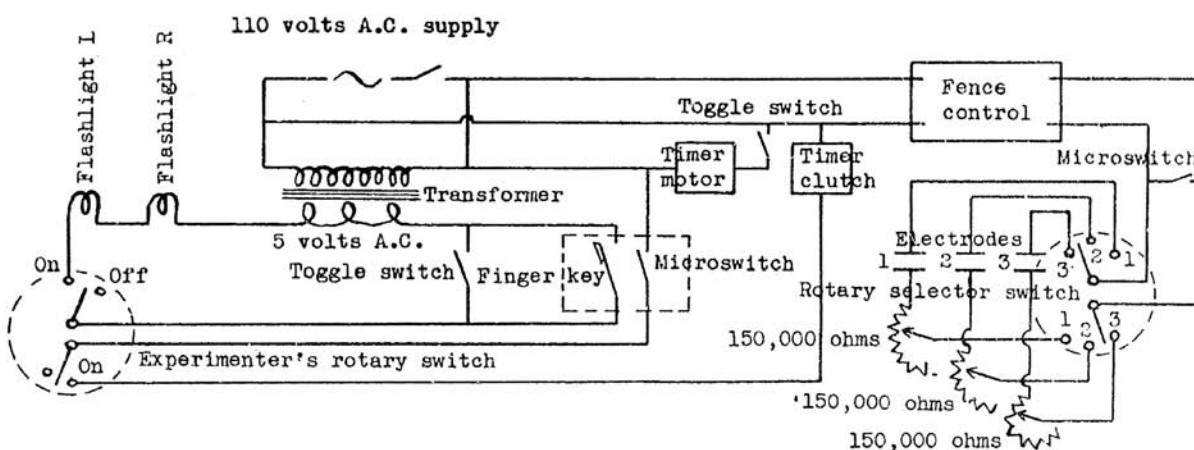 110 volts A.C. supply
Flashlight L
Flashlight R
Fence
control
Toggle switch
Timer
motor
Timer
clutch
Microswitch
Transformer
5 volts A.C.
Toggle switch
Finger key
Microswitch
Electrodes
1
2
3
3
2
1
On
Off
Rotary selector switch
1
2
3
150,000 ohms
Experimenter's rotary switch
On
150,000 ohms
150,000 ohms